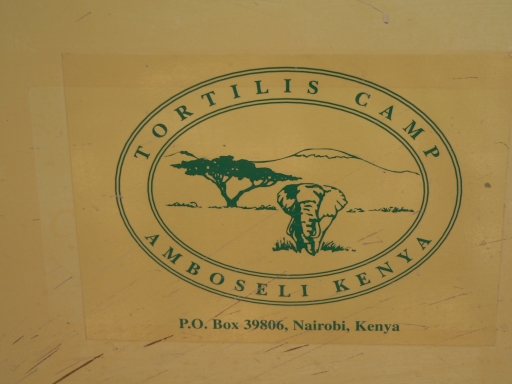 TORTILIS CAMP
AMBOSELI KENYA
P.O. Box 39806, Nairobi, Kenya